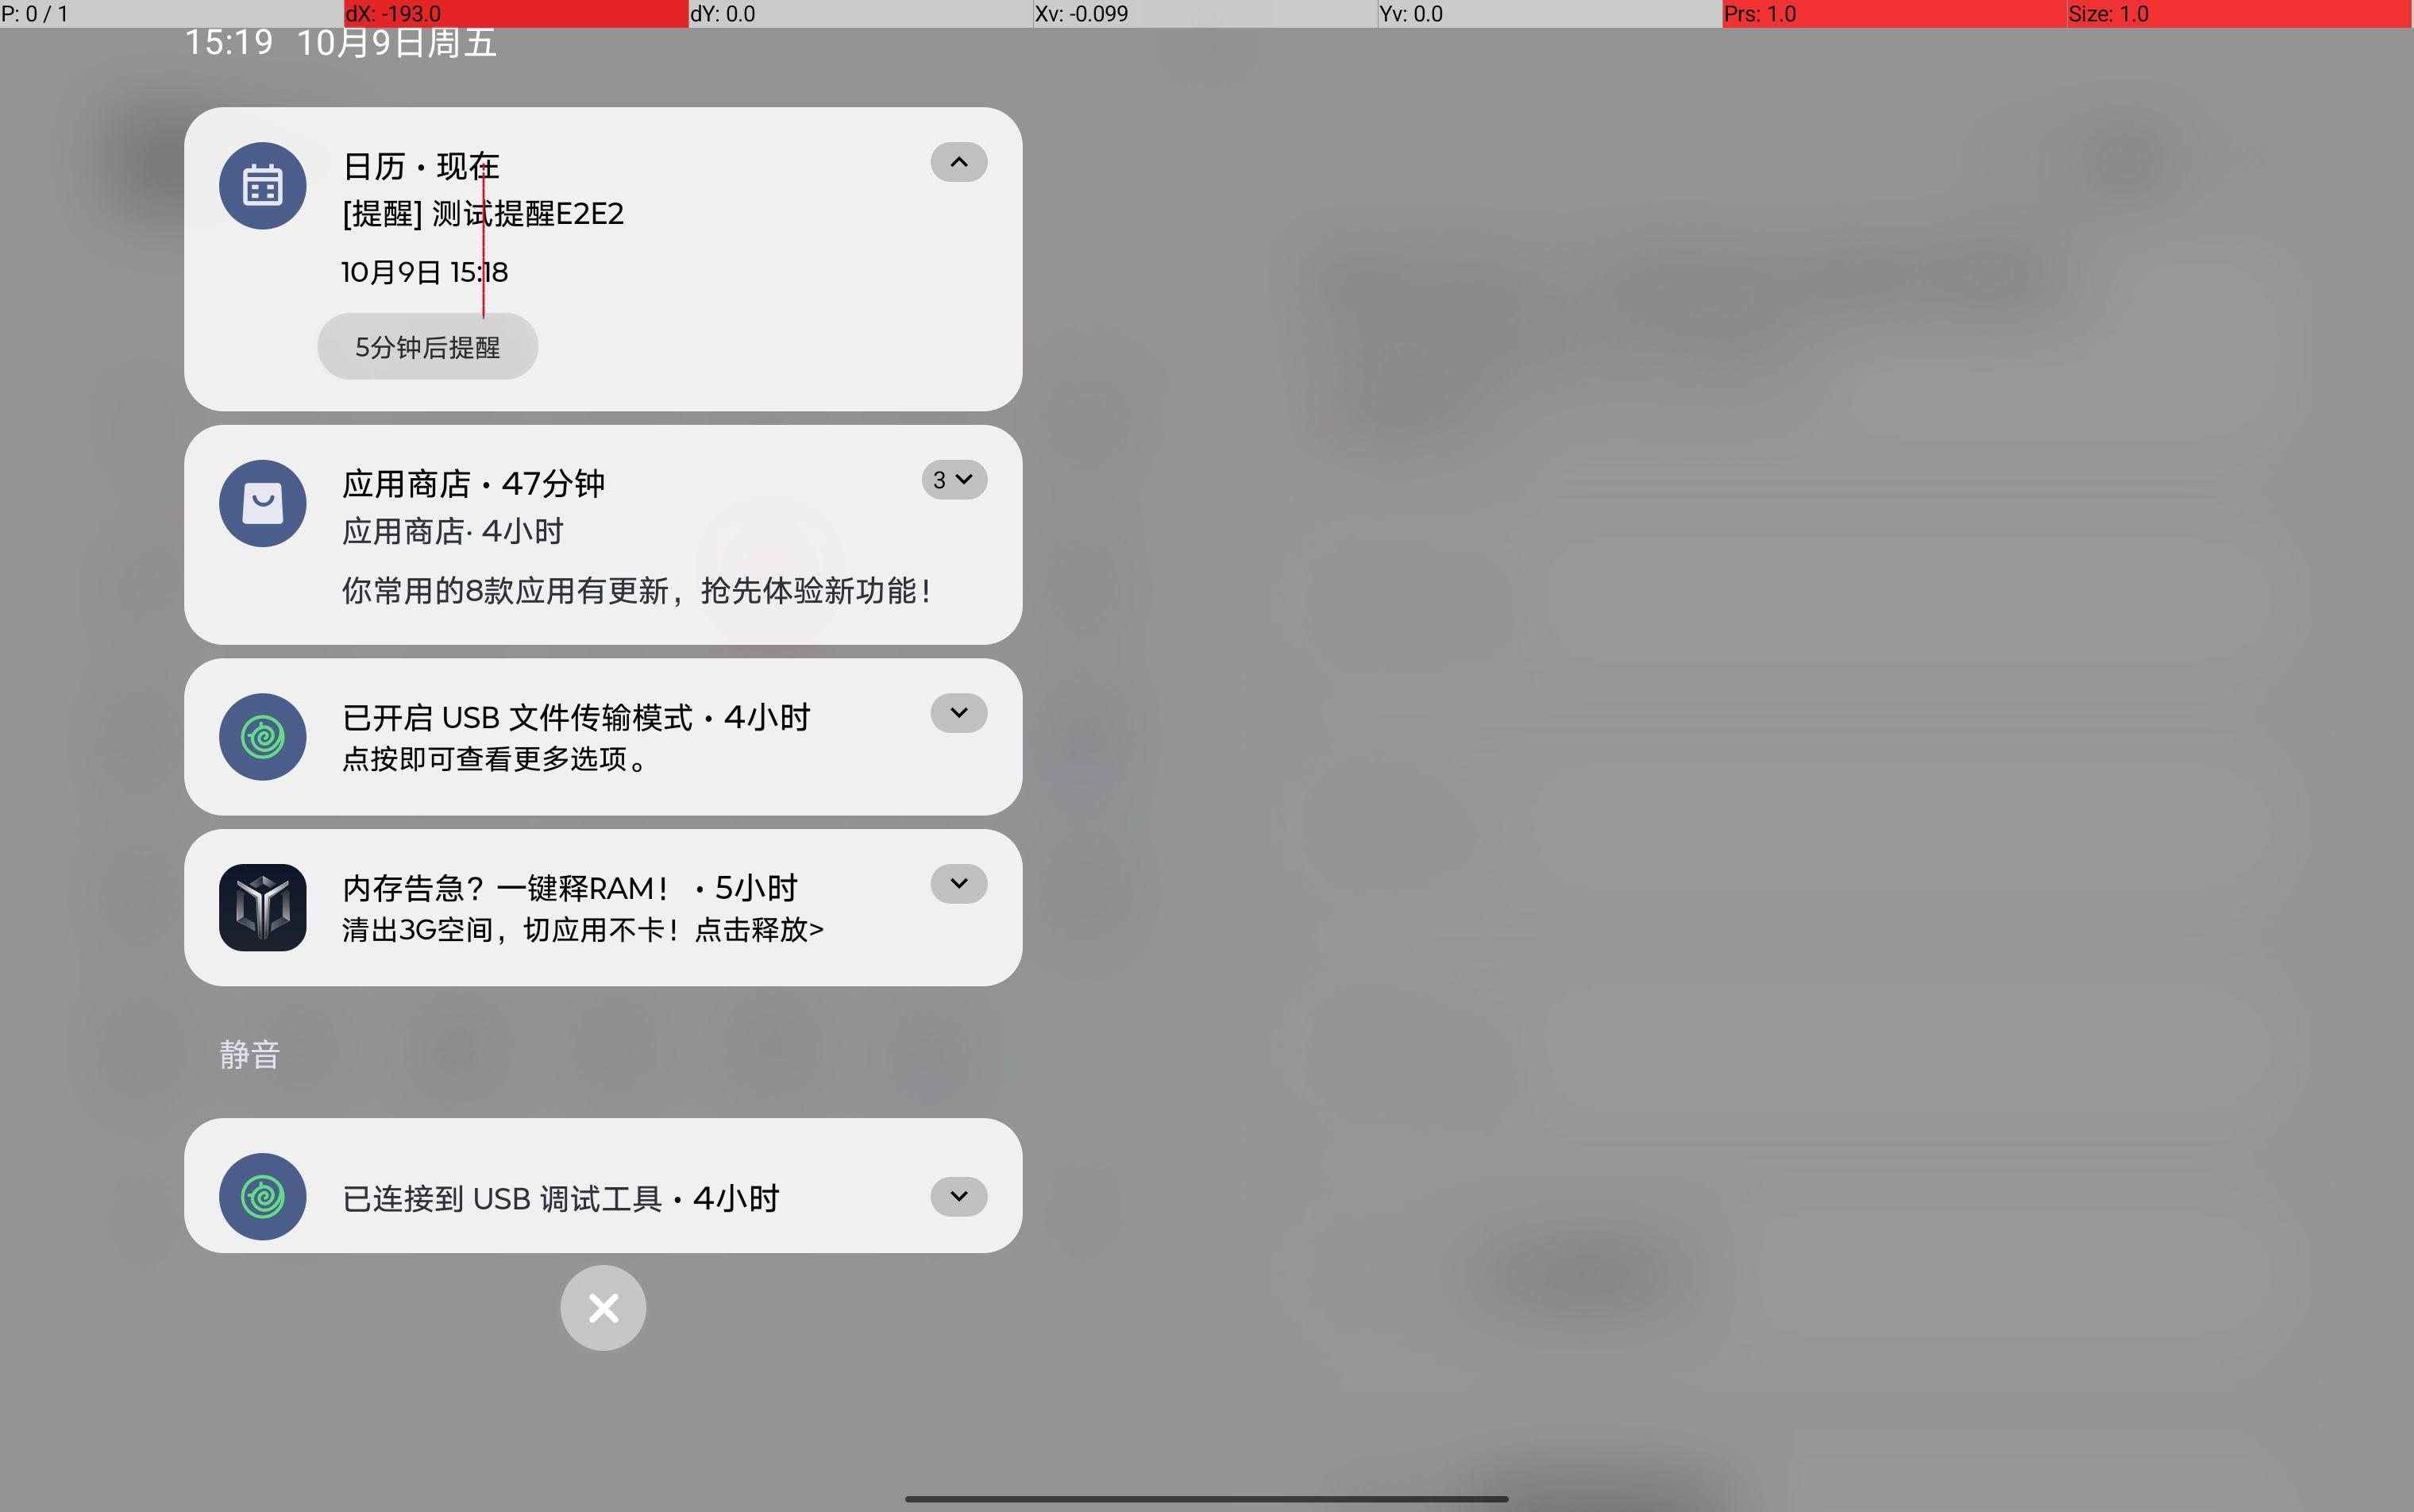 P: 0 / 1
dX: -193.0
dY: 0.0
Xv: -0.099
Yv: 0.0
Prs: 1.0
Size: 1.0
15:19 10月9日周五
日历 · 现在
[提醒] 测试提醒E2E2
10月9日 15:18
5分钟后提醒
应用商店 · 47分钟
3
应用商店· 4小时
你常用的8款应用有更新，抢先体验新功能！
已开启 USB 文件传输模式 · 4小时
点按即可查看更多选项。
内存告急？一键释RAM！ · 5小时
清出3G空间，切应用不卡！点击释放>
静音
已连接到 USB 调试工具 · 4小时